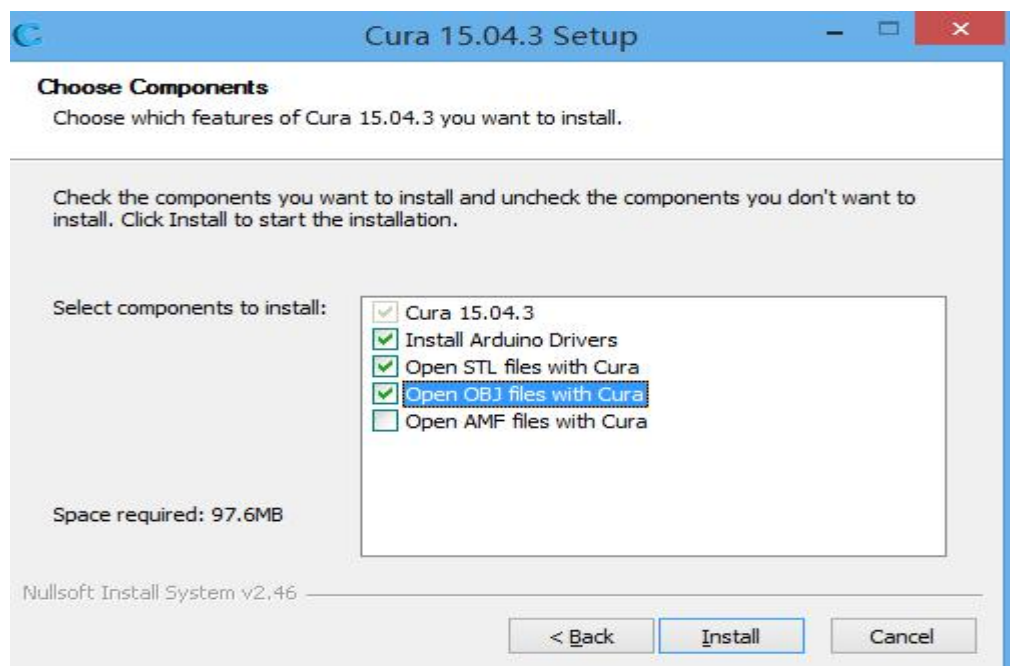 Cura 15.04.3 Setup
Choose Components
Choose which features of Cura 15.04.3 you want to install.
Check the components you want to install and uncheck the components you don't want to
install. Click Install to start the installation.
Select components to install:
Cura 15.04.3
Install Arduino Drivers
Open STL files with Cura
Open OBJ files with Cura
Open AMF files with Cura
Space required: 97.6MB
Nullsoft Install System v2.46
< Back
Install
Cancel